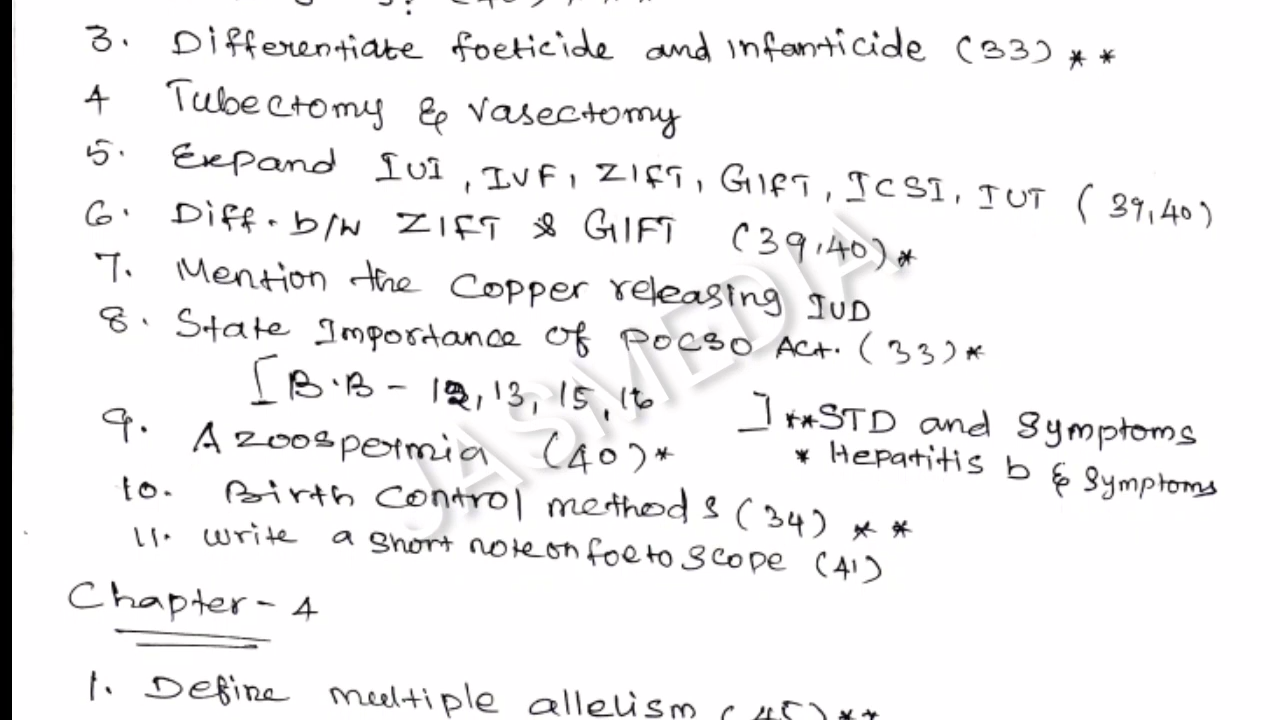 3. Differentiate foeticide and infanticide (33) * *
4 Tubectomy & Vasectomy
5. Expand IUI, IVF, ZIFT, GIFT, ICSI, IUT (39,40)
6. Diff. b/w ZIFT & GIFT (39,40) *
7. Mention the Copper releasing IUD
8. State Importance of POCSO Act. (33) *
[B.B - 12, 13, 15, 16 ] **STD and Symptoms
9. Azoospermia (40) * * Hepatitis b & Symptoms
10. Birth Control methods (34) * *
11. Write a short note on foeto scope (41)
Chapter - 4
1. Define multiple allelism (45) * *
JASMEDIA